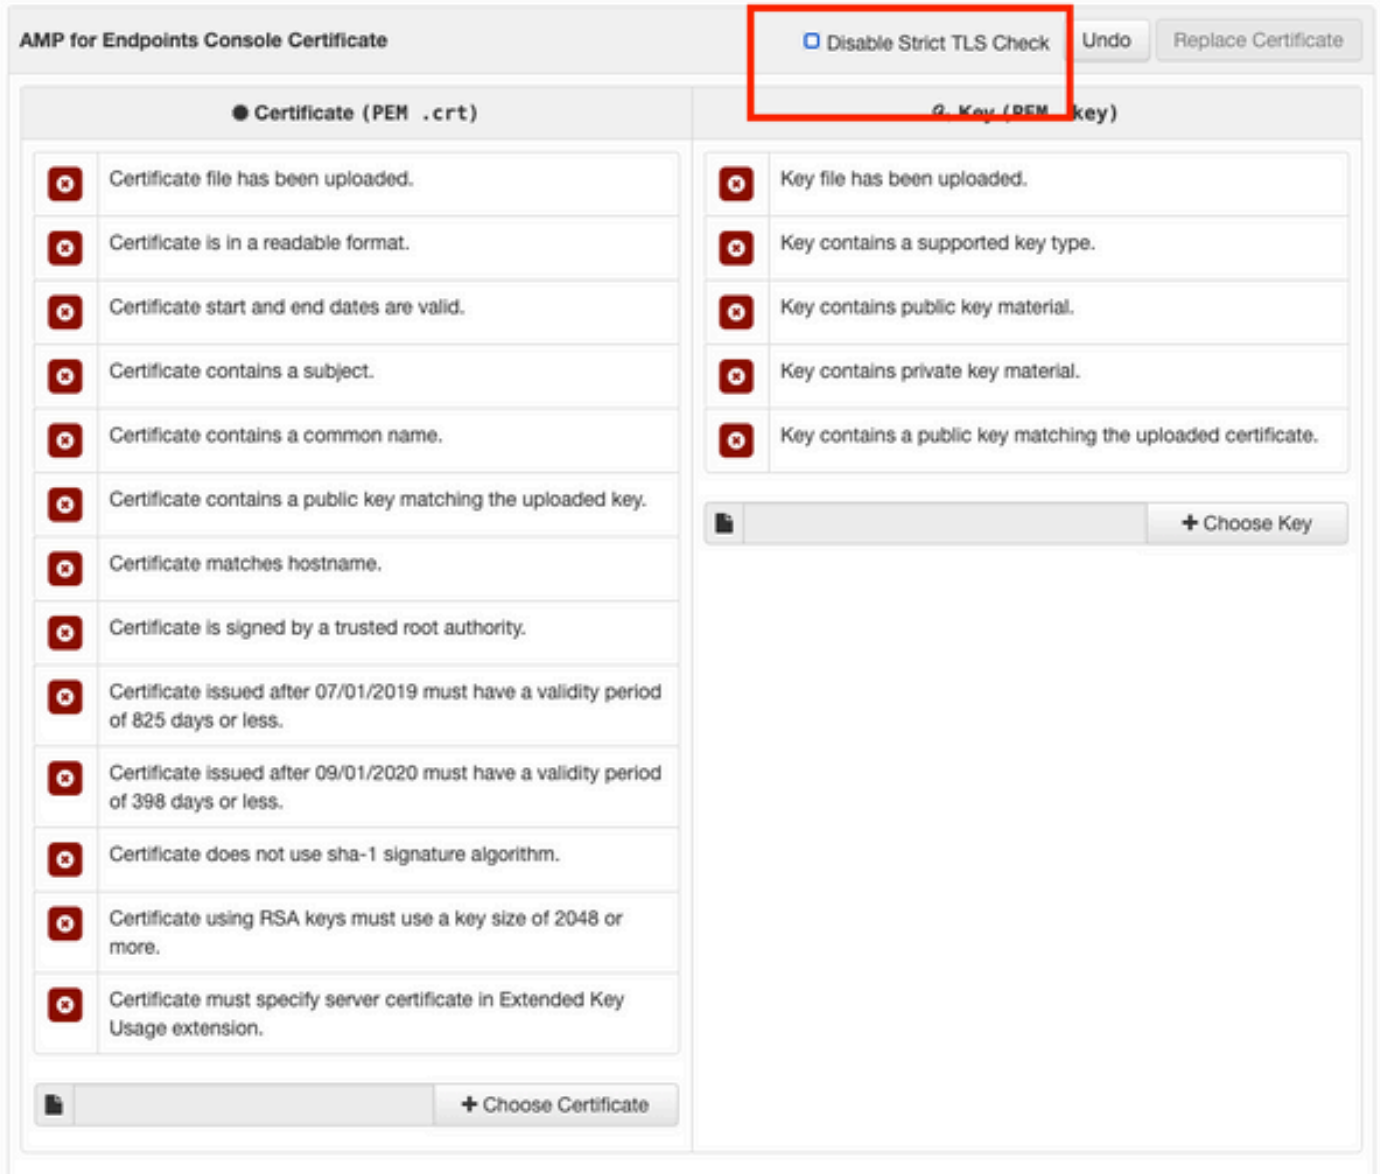 AMP for Endpoints Console Certificate
Disable Strict TLS Check
Undo
Replace Certificate
Certificate (PEM .crt)
Key (PEM key)
Certificate file has been uploaded.
Certificate is in a readable format.
Certificate start and end dates are valid.
Certificate contains a subject.
Certificate contains a common name.
Certificate contains a public key matching the uploaded key.
Certificate matches hostname.
Certificate is signed by a trusted root authority.
Certificate issued after 07/01/2019 must have a validity period
of 825 days or less.
Certificate issued after 09/01/2020 must have a validity period
of 398 days or less.
Certificate does not use sha-1 signature algorithm.
Certificate using RSA keys must use a key size of 2048 or
more.
Certificate must specify server certificate in Extended Key
Usage extension.
+ Choose Certificate
Key file has been uploaded.
Key contains a supported key type.
Key contains public key material.
Key contains private key material.
Key contains a public key matching the uploaded certificate.
+ Choose Key